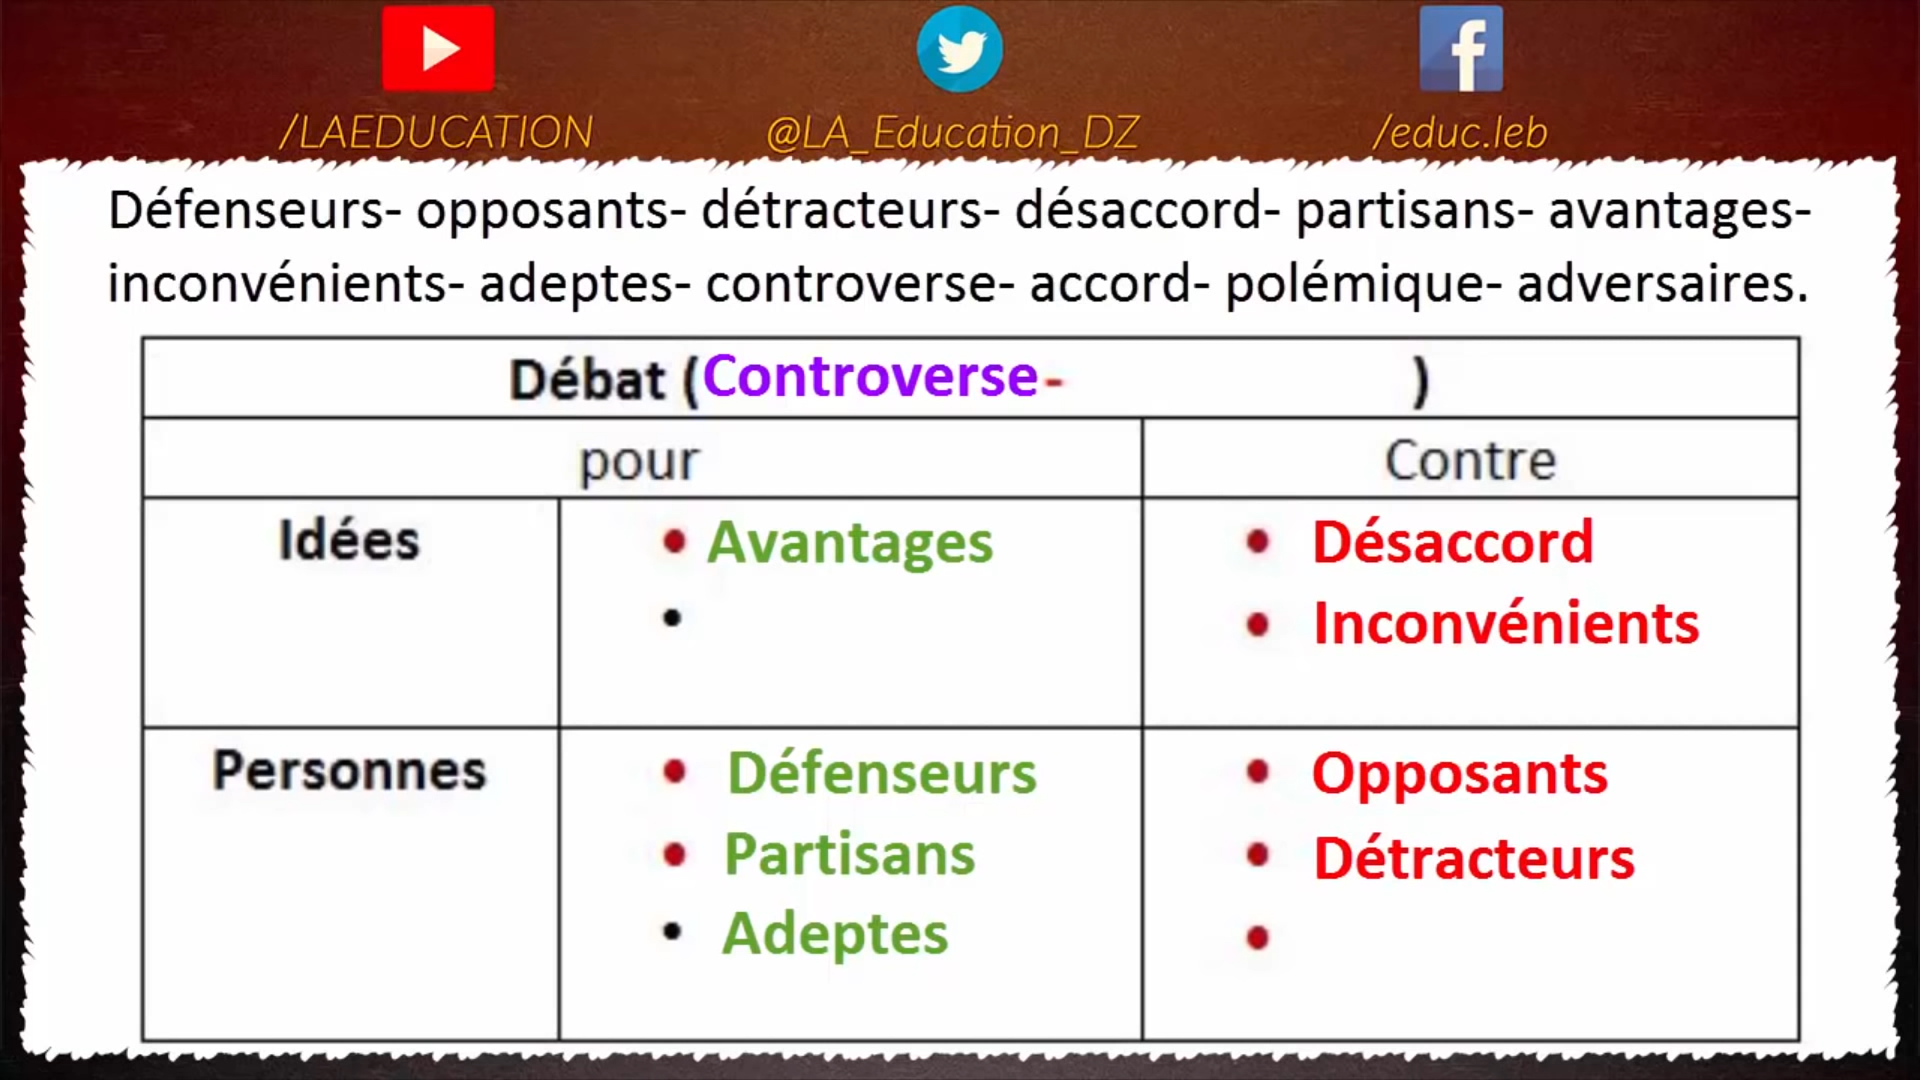 /LAEDUCATION @LA_Education_DZ /educ.leb
Défenseurs- opposants- détracteurs- désaccord- partisans- avantages-
inconvénients- adeptes- controverse- accord- polémique- adversaires.
Débat (Controverse- )
pour Contre
Idées • Avantages • Désaccord
• • Inconvénients
Personnes • Défenseurs • Opposants
• Partisans • Détracteurs
• Adeptes •